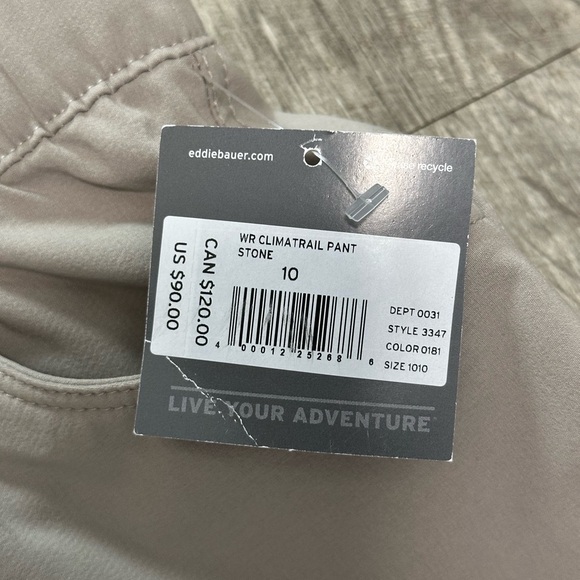 eddiebauer.com
recycle
WR CLIMATRAIL PANT
STONE
10
CAN $120.00
US $90.00
DEPT 0031
STYLE 3347
COLOR 0181
SIZE 1010
4 00012 25268 6
LIVE YOUR ADVENTURE